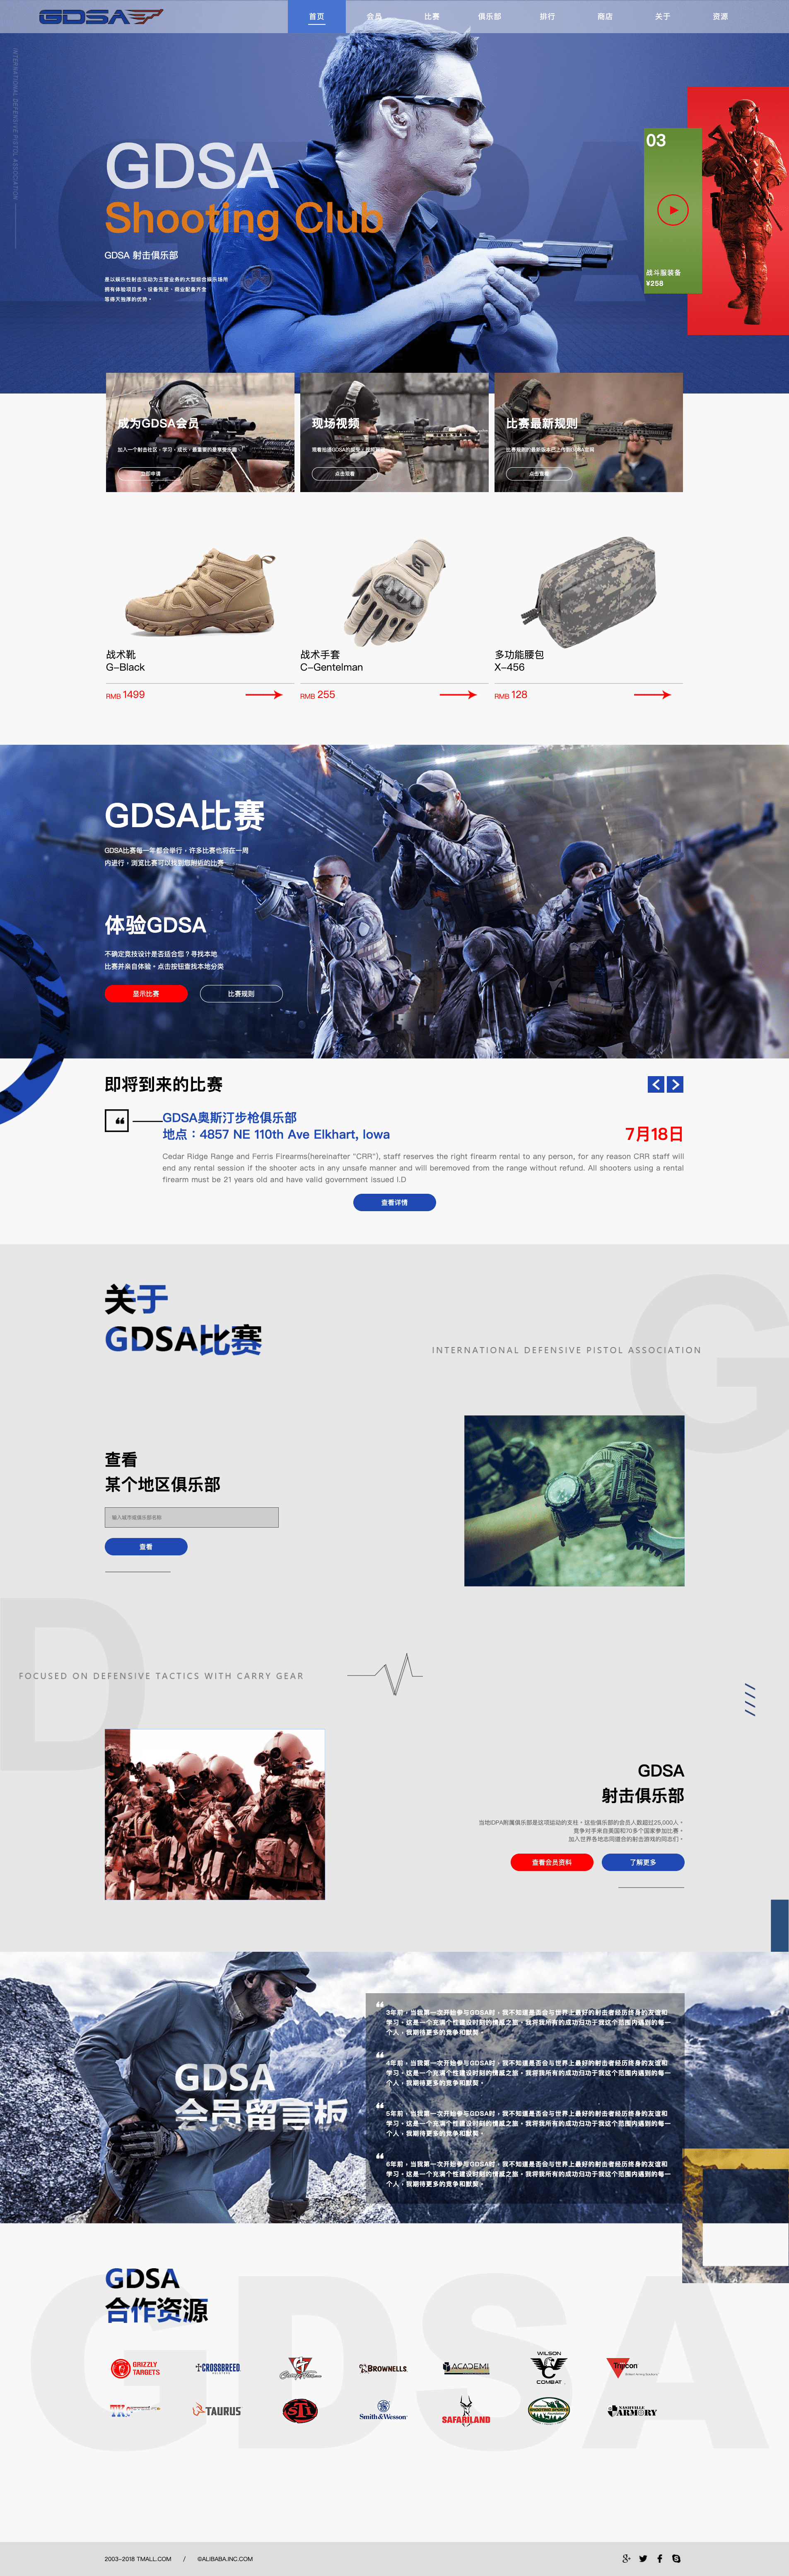 GDSA
首页 会员 比赛 俱乐部 排行 商店 关于 资源
INTERNATIONAL DEFENSIVE PISTOL ASSOCIATION
GDSA
Shooting Club
GDSA 射击俱乐部
是以娱乐性射击活动为主营业务的大型综合娱乐场所
拥有体验项目多、设备先进、商业配备齐全
等得天独厚的优势。
03
战斗服装备
¥258
成为GDSA会员
加入一个射击社区，学习，成长，最重要的是享受乐趣
立即申请
现场视频
点击观看
比赛最新规则
点击查看
战术靴
G-Black
RMB 1499
战术手套
C-Gentelman
RMB 255
多功能腰包
X-456
RMB 128
GDSA比赛
GDSA比赛每一年都会举行，许多比赛也将在一周
内进行，浏览比赛可以找到您附近的比赛
体验GDSA
不确定竞技设计是否适合您？寻找本地
比赛并亲自体验。点击按钮查找本地分类
显示比赛
比赛规则
即将到来的比赛
GDSA奥斯汀步枪俱乐部
地点：4857 NE 110th Ave Elkhart, Iowa
7月18日
Cedar Ridge Range and Ferris Firearms(hereinafter "CRR"), staff reserves the right firearm rental to any person, for any reason CRR staff will
end any rental session if the shooter acts in any unsafe manner and will beremoved from the range without refund. All shooters using a rental
firearm must be 21 years old and have valid government issued I.D
查看详情
关于
GDSA比赛
INTERNATIONAL DEFENSIVE PISTOL ASSOCIATION
G
查看
某个地区俱乐部
输入城市或俱乐部名称
查看
D
FOCUSED ON DEFENSIVE TACTICS WITH CARRY GEAR
GDSA
射击俱乐部
当地IDPA附属俱乐部是这项运动的支柱。这些俱乐部的会员人数超过25,000人。
竞争对手来自美国和70多个国家参加比赛。
加入世界各地志同道合的射击游戏的同志们。
查看会员资料
了解更多
GDSA
会员留言板
3年前，当我第一次开始参与GDSA时，我不知道是否会与世界上最好的射击者经历终身的友谊和
学习。这是一个充满个性建设时刻的情感之旅。我将我所有的成功归功于我这个范围内遇到的每一
个人，我期待更多的竞争和默契。
4年前，当我第一次开始参与GDSA时，我不知道是否会与世界上最好的射击者经历终身的友谊和
学习。这是一个充满个性建设时刻的情感之旅。我将我所有的成功归功于我这个范围内遇到的每一
个人，我期待更多的竞争和默契。
5年前，当我第一次开始参与GDSA时，我不知道是否会与世界上最好的射击者经历终身的友谊和
学习。这是一个充满个性建设时刻的情感之旅。我将我所有的成功归功于我这个范围内遇到的每一
个人，我期待更多的竞争和默契。
6年前，当我第一次开始参与GDSA时，我不知道是否会与世界上最好的射击者经历终身的友谊和
学习。这是一个充满个性建设时刻的情感之旅。我将我所有的成功归功于我这个范围内遇到的每一
个人，我期待更多的竞争和默契。
GDSA
GDSA
合作资源
GRIZZLY
TARGETS
CROSSBREED
HOLSTERS
BROWNELLS
ACADEMI
WILSON
COMBAT
Trijicon
TAURUS
STI
Smith & Wesson
SAFARILAND
SHOOTING SPORTS
NASHVILLE
ARMORY
2003-2018 TMALL.COM / ©ALIBABA.INC.COM